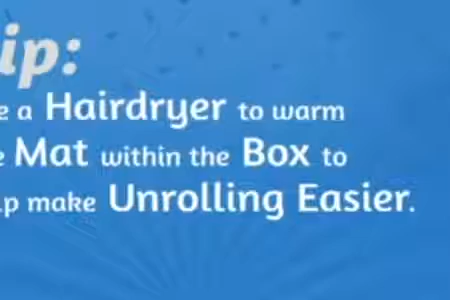 ip:
e a Hairdryer to warm
e Mat within the Box to
lp make Unrolling Easier.